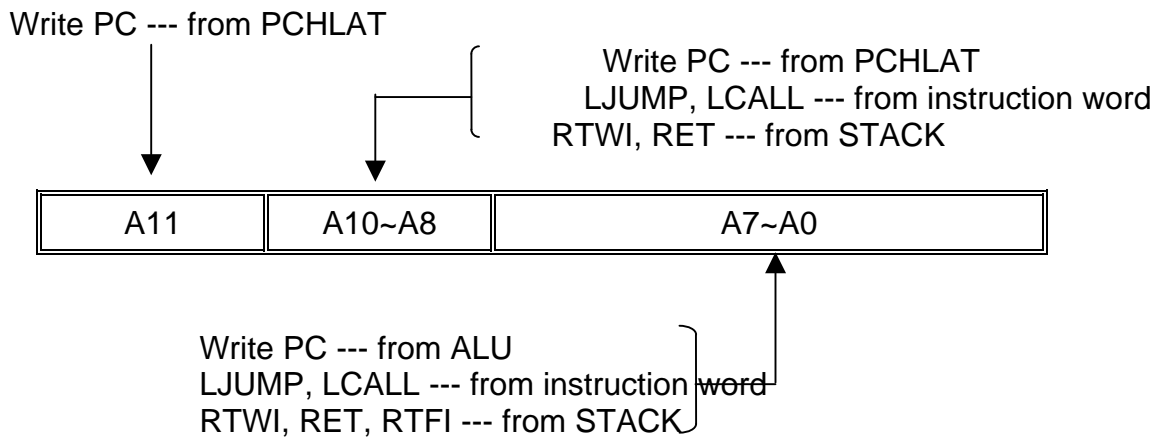 Write PC --- from PCHLAT
Write PC --- from PCHLAT
LJUMP, LCALL --- from instruction word
RTWI, RET --- from STACK
A11 A10~A8 A7~A0
Write PC --- from ALU
LJUMP, LCALL --- from instruction word
RTWI, RET, RTFI --- from STACK